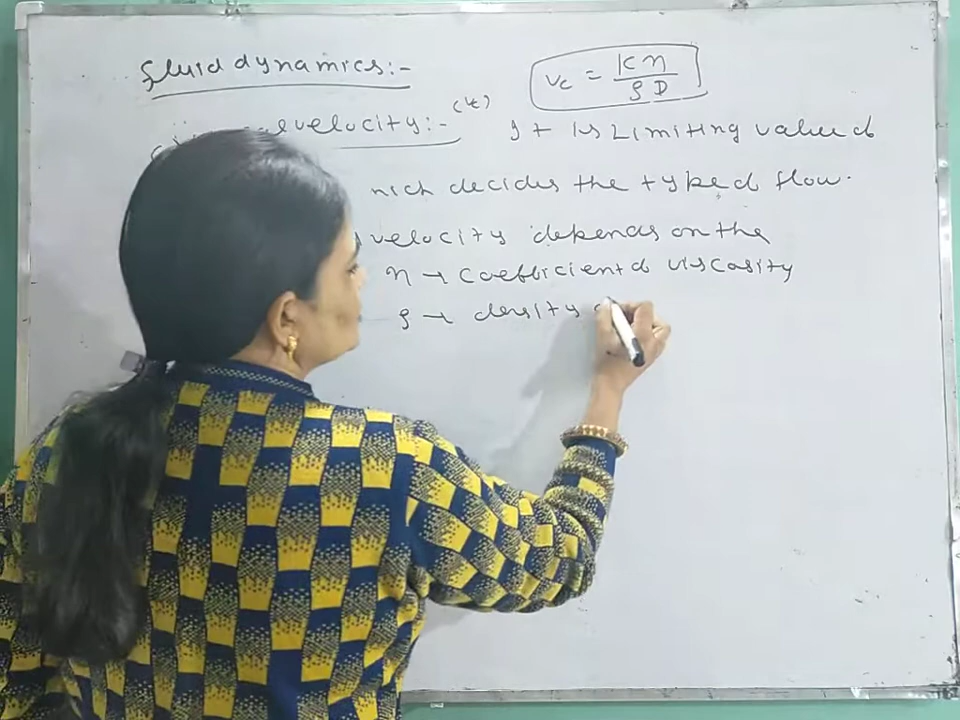 fluid dynamics:-
Vc = Kη / ρD
velocity:- (Vc) It is Limiting value of
decides the type of flow.
velocity depends on the
η → coefficient of viscosity
ρ → density